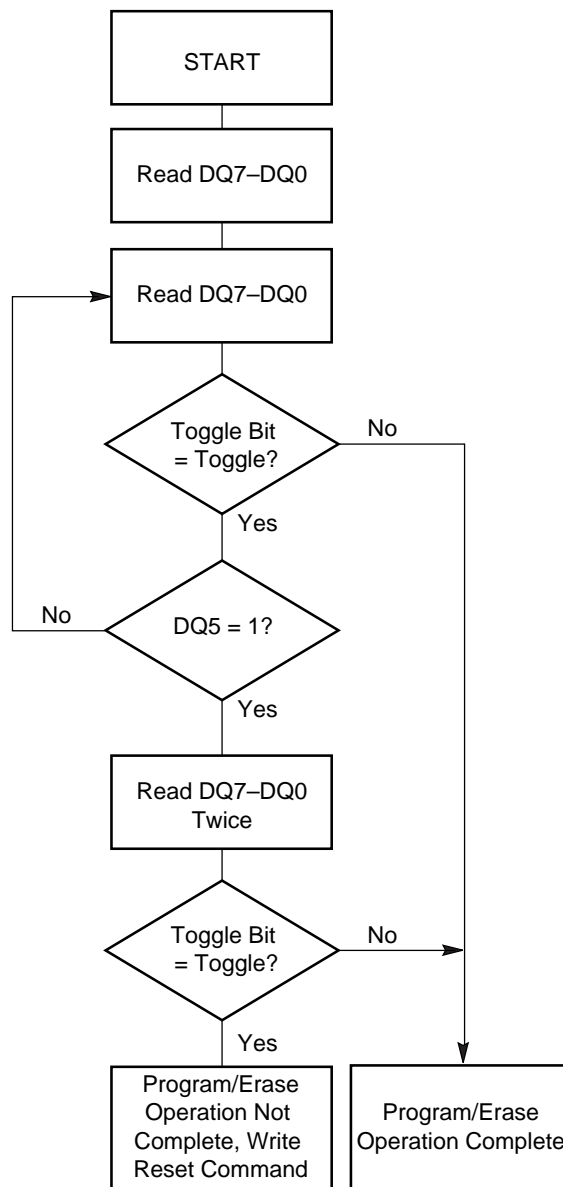 START
Read DQ7–DQ0
Read DQ7–DQ0
Toggle Bit
= Toggle?
No
Yes
No
DQ5 = 1?
Yes
Read DQ7–DQ0
Twice
Toggle Bit
= Toggle?
No
Yes
Program/Erase
Operation Not
Complete, Write
Reset Command
Program/Erase
Operation Complete